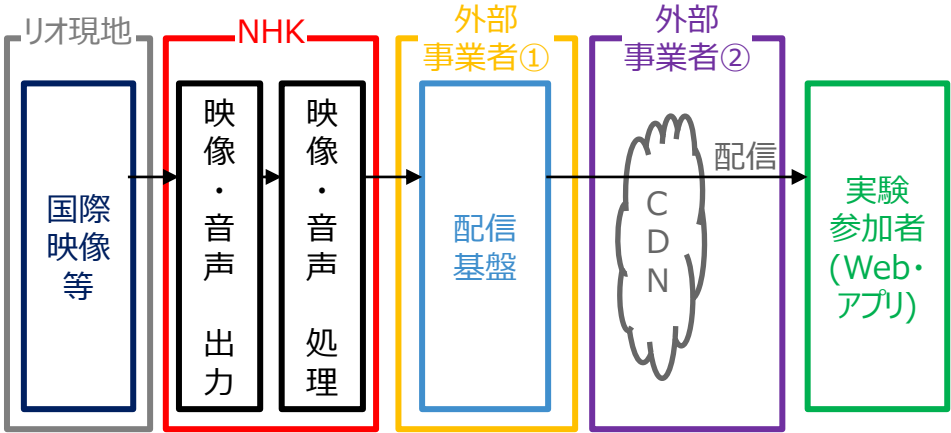 リオ現地
国際
映像
等
NHK
映像・音声 出力
映像・音声 処理
外部
事業者①
配信
基盤
外部
事業者②
CDN
配信
実験
参加者
(Web・
アプリ)